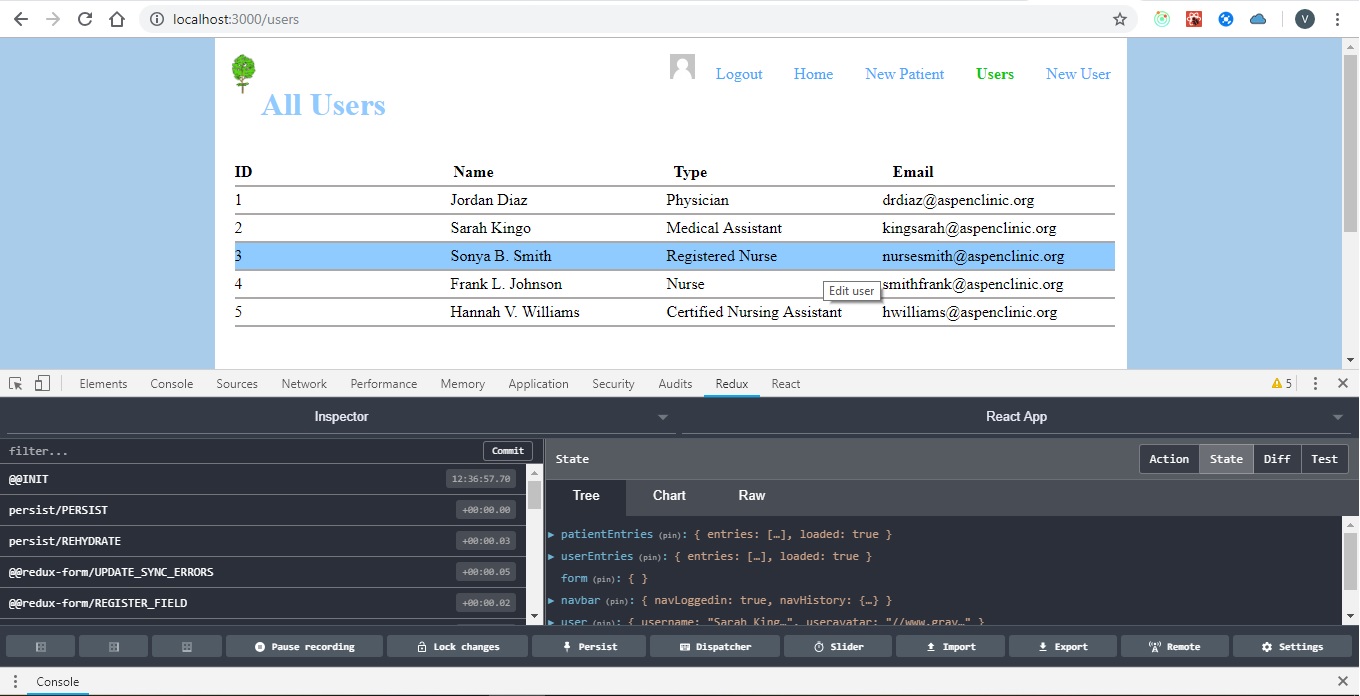 localhost:3000/users
V
Logout Home New Patient Users New User
All Users
ID Name Type Email
1 Jordan Diaz Physician drdiaz@aspenclinic.org
2 Sarah Kingo Medical Assistant kingsarah@aspenclinic.org
3 Sonya B. Smith Registered Nurse nursesmith@aspenclinic.org
4 Frank L. Johnson Nurse smithfrank@aspenclinic.org
Edit user
5 Hannah V. Williams Certified Nursing Assistant hwilliams@aspenclinic.org
Elements Console Sources Network Performance Memory Application Security Audits Redux React 5
Inspector React App
filter... Commit
State Action State Diff Test
@@INIT 12:36:57.70
persist/PERSIST +00:00.00
persist/REHYDRATE +00:00.03
@@redux-form/UPDATE_SYNC_ERRORS +00:00.05
@@redux-form/REGISTER_FIELD +00:00.02
Tree Chart Raw
patientEntries (pin): { entries: […], loaded: true }
userEntries (pin): { entries: […], loaded: true }
form (pin): { }
navbar (pin): { navLoggedin: true, navHistory: {…} }
user (pin): { username: "Sarah King…", useravatar: "//www.grav…" }
Pause recording Lock changes Persist Dispatcher Slider Import Export Remote Settings
Console